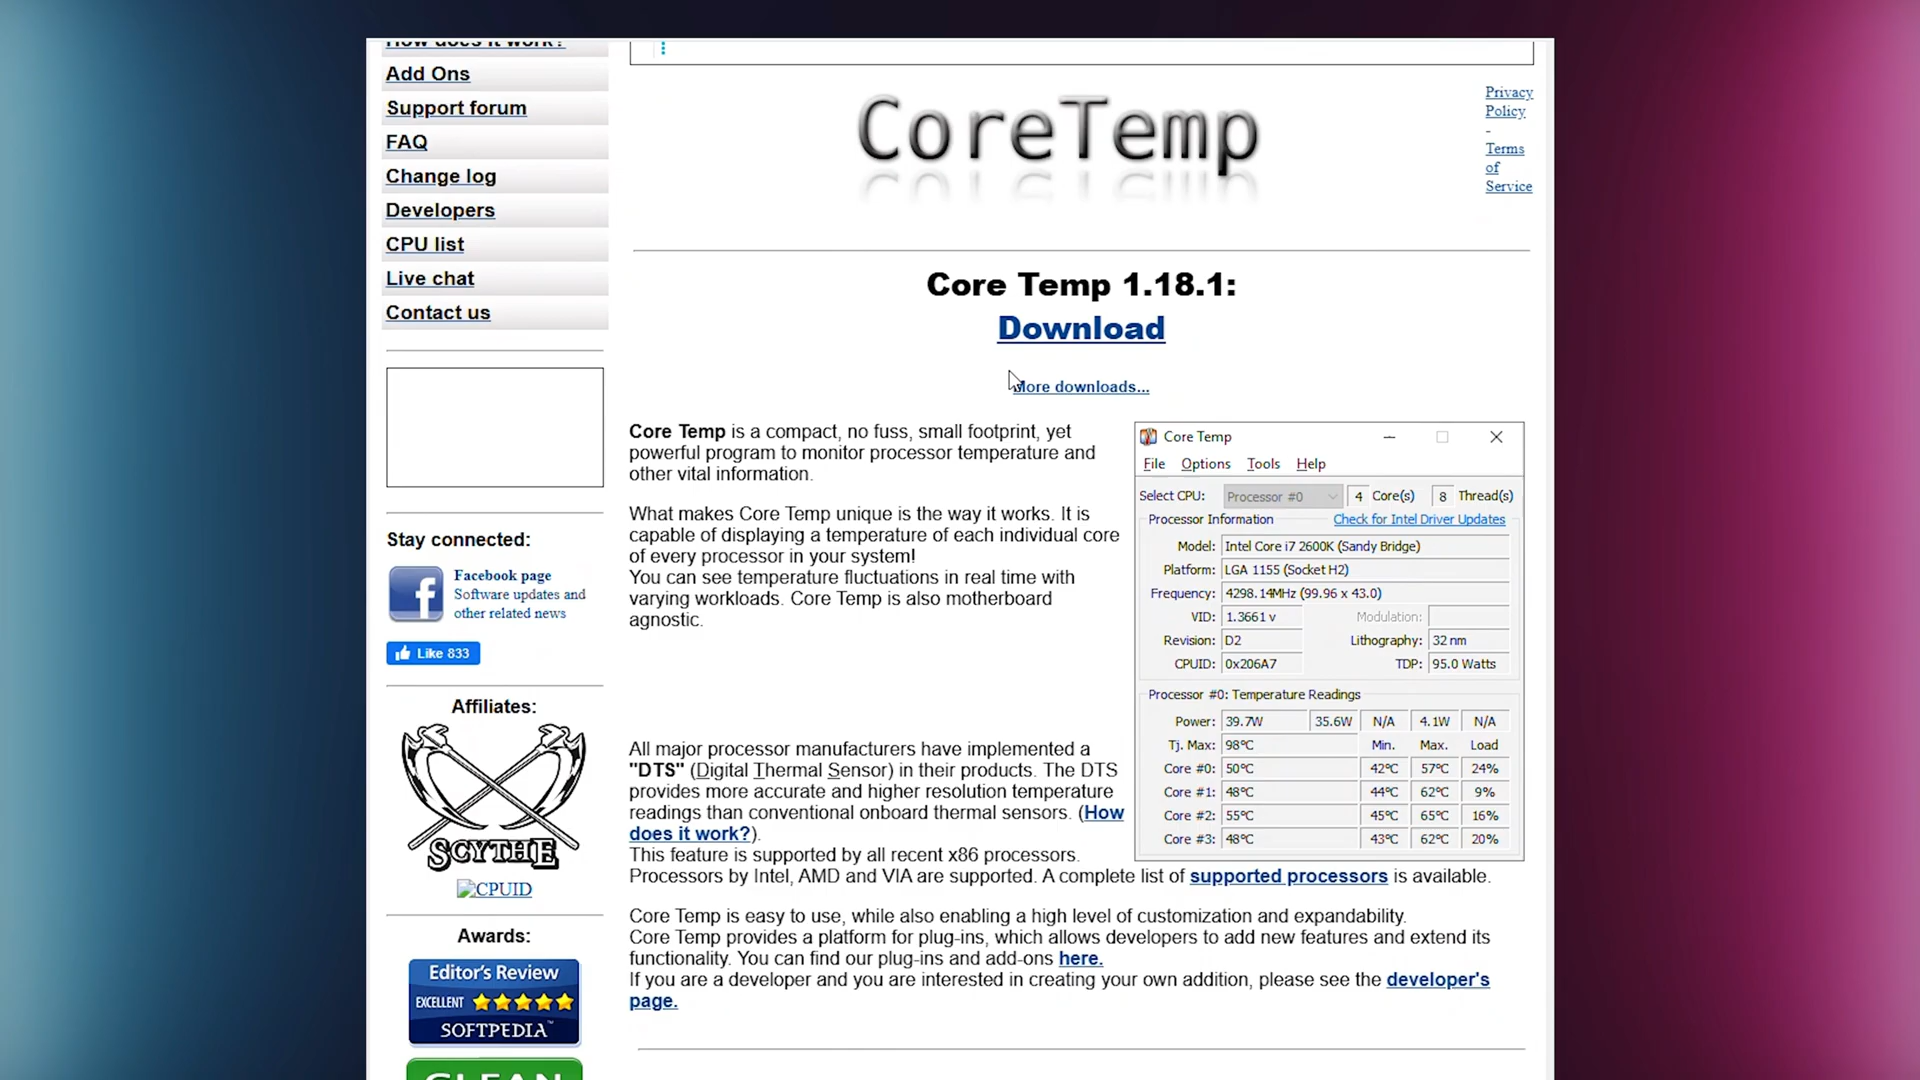 How does it work?
Add Ons
Support forum
FAQ
Change log
Developers
CPU list
Live chat
Contact us
Stay connected:
Facebook page
Software updates and
other related news
Like 833
Affiliates:
SCYTHE
CPUID
Awards:
Editor's Review
EXCELLENT
SOFTPEDIA™
CLEAN
CoreTemp
Privacy
Policy
-
Terms
of
Service
Core Temp 1.18.1:
Download
More downloads...
Core Temp is a compact, no fuss, small footprint, yet
powerful program to monitor processor temperature and
other vital information.
What makes Core Temp unique is the way it works. It is
capable of displaying a temperature of each individual core
of every processor in your system!
You can see temperature fluctuations in real time with
varying workloads. Core Temp is also motherboard
agnostic.
All major processor manufacturers have implemented a
"DTS" (Digital Thermal Sensor) in their products. The DTS
provides more accurate and higher resolution temperature
readings than conventional onboard thermal sensors. (How
does it work?).
This feature is supported by all recent x86 processors.
Processors by Intel, AMD and VIA are supported. A complete list of supported processors is available.
Core Temp is easy to use, while also enabling a high level of customization and expandability.
Core Temp provides a platform for plug-ins, which allows developers to add new features and extend its
functionality. You can find our plug-ins and add-ons here.
If you are a developer and you are interested in creating your own addition, please see the developer's
page.
Core Temp
File Options Tools Help
Select CPU: Processor #0 4 Core(s) 8 Thread(s)
Processor Information Check for Intel Driver Updates
Model: Intel Core i7 2600K (Sandy Bridge)
Platform: LGA 1155 (Socket H2)
Frequency: 4298.14MHz (99.96 x 43.0)
VID: 1.3661 v Modulation:
Revision: D2 Lithography: 32 nm
CPUID: 0x206A7 TDP: 95.0 Watts
Processor #0: Temperature Readings
Power: 39.7W 35.6W N/A 4.1W N/A
Tj. Max: 98°C Min. Max. Load
Core #0: 50°C 42°C 57°C 24%
Core #1: 48°C 44°C 62°C 9%
Core #2: 55°C 45°C 65°C 16%
Core #3: 48°C 43°C 62°C 20%